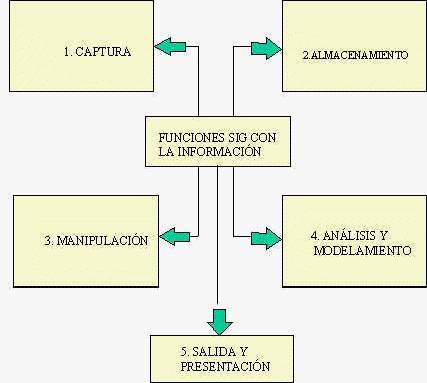 1. CAPTURA
2.ALMACENAMIENTO
FUNCIONES SIG CON
LA INFORMACIÓN
3. MANIPULACIÓN
4. ANÁLISIS Y
MODELAMIENTO
5. SALIDA Y
PRESENTACIÓN